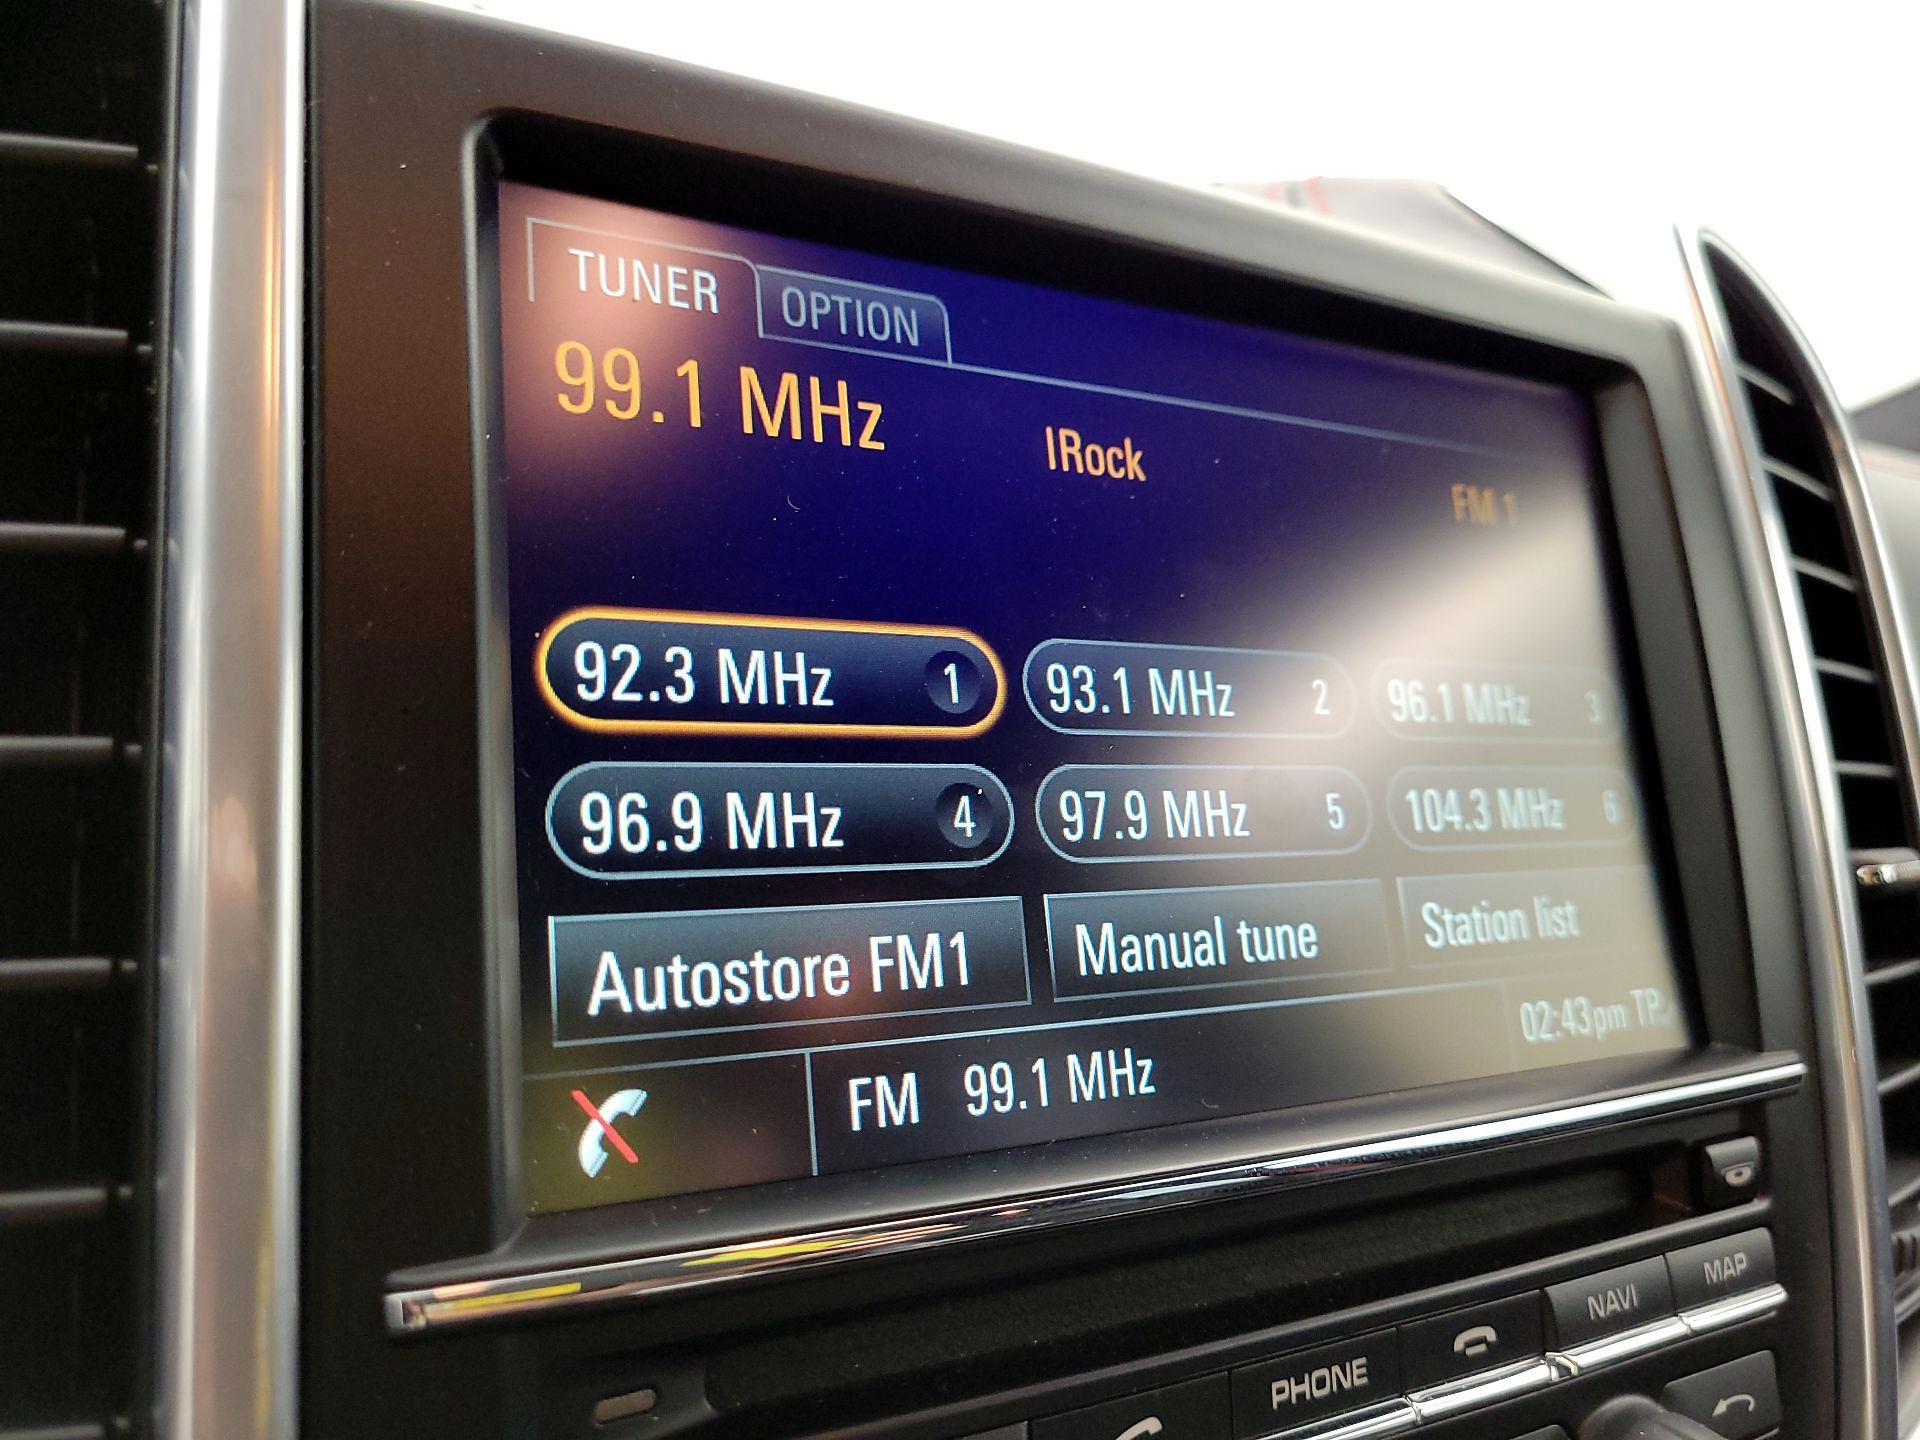 TUNER OPTION
99.1 MHz IRock FM 1
92.3 MHz 1 93.1 MHz 2 96.1 MHz 3
96.9 MHz 4 97.9 MHz 5 104.3 MHz 6
Autostore FM1 Manual tune Station list
FM 99.1 MHz 02:43pm TP
PHONE NAVI MAP